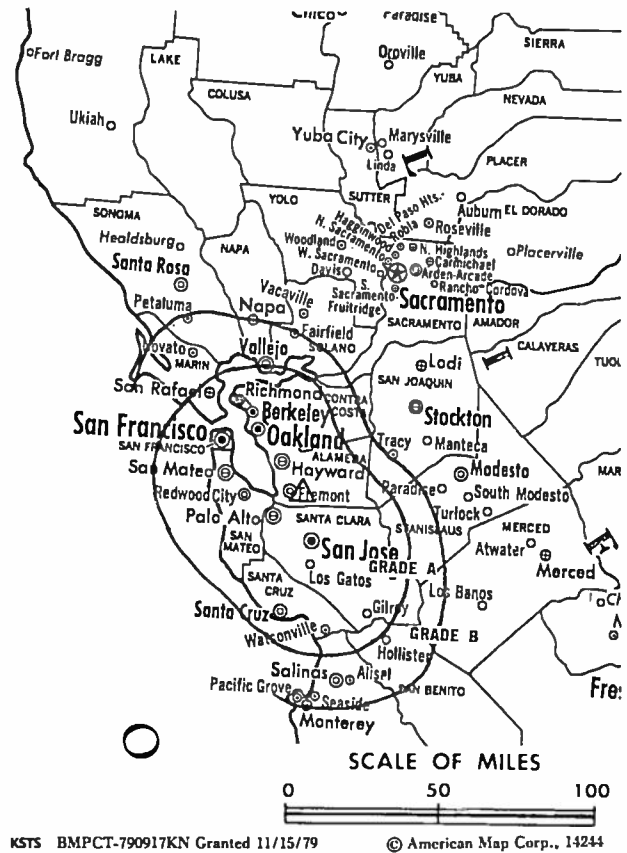 Paradise
Oroville
SIERRA
Fort Bragg
LAKE
YUBA
COLUSA
NEVADA
Ukiah
Yuba City
Marysville
Linda
PLACER
YOLO
SUTTER
Auburn
EL DORADO
SONOMA
Del Paso Hts.
Robla
Roseville
Hagginwood
N. Sacramento
Healdsburg
NAPA
Woodland
N. Highlands
Placerville
W. Sacramento
Carmichael
Santa Rosa
Davis
Arden-Arcade
Rancho-Cordova
Vacaville
S. Sacramento
Fruitridge
Sacramento
Petaluma
Napa
SACRAMENTO
AMADOR
Fairfield
SOLANO
Novato
MARIN
Vallejo
Lodi
CALAVERAS
SAN JOAQUIN
San Rafael
Richmond
CONTRA COSTA
Berkeley
Stockton
San Francisco
Oakland
SAN FRANCISCO
ALAMEDA
Tracy
Manteca
San Mateo
Hayward
Modesto
Redwood City
Fremont
Paradise
South Modesto
Palo Alto
Turlock
SANTA CLARA
STANISLAUS
MERCED
SAN MATEO
San Jose
Atwater
Merced
GRADE A
Los Gatos
SANTA CRUZ
Los Banos
Santa Cruz
Gilroy
Watsonville
GRADE B
Hollister
Salinas
Alisal
Pacific Grove
Seaside
SAN BENITO
Monterey
SCALE OF MILES
0 50 100
KSTS BMPCT-790917KN Granted 11/15/79 © American Map Corp., 14244